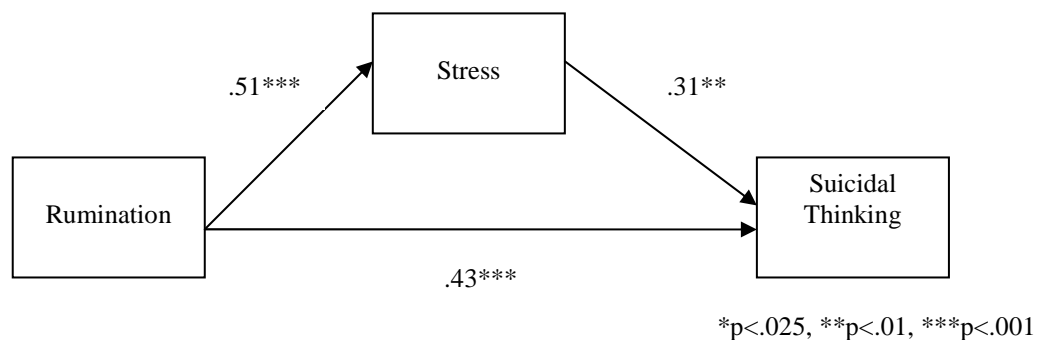 Stress
.51***
.31**
Rumination
Suicidal
Thinking
.43***
*p<.025, **p<.01, ***p<.001